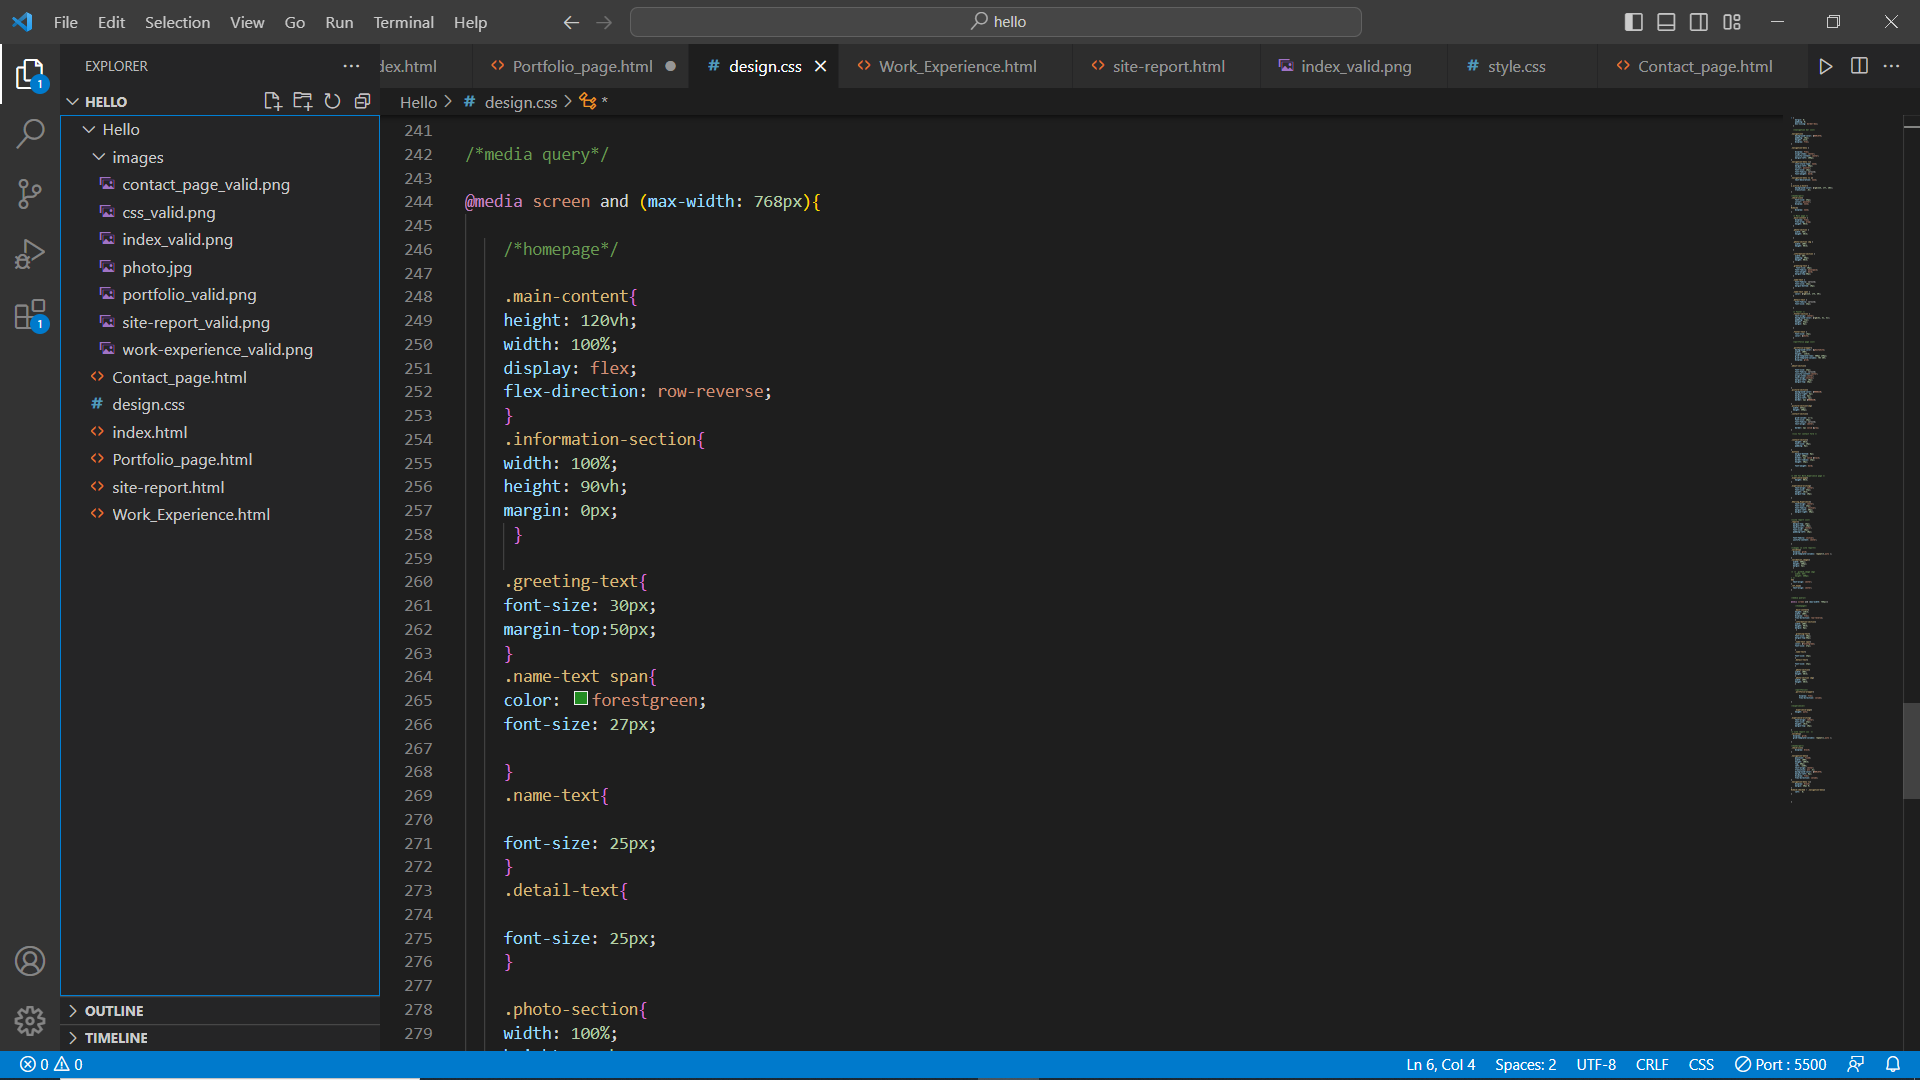 File Edit Selection View Go Run Terminal Help
hello
EXPLORER
dex.html
Portfolio_page.html
# design.css
Work_Experience.html
site-report.html
index_valid.png
# style.css
Contact_page.html
HELLO
Hello > # design.css > *
Hello
images
contact_page_valid.png
css_valid.png
index_valid.png
photo.jpg
portfolio_valid.png
site-report_valid.png
work-experience_valid.png
<> Contact_page.html
# design.css
<> index.html
<> Portfolio_page.html
<> site-report.html
<> Work_Experience.html
OUTLINE
TIMELINE
241
242 /*media query*/
243
244 @media screen and (max-width: 768px){
245
246 /*homepage*/
247
248 .main-content{
249 height: 120vh;
250 width: 100%;
251 display: flex;
252 flex-direction: row-reverse;
253 }
254 .information-section{
255 width: 100%;
256 height: 90vh;
257 margin: 0px;
258 }
259
260 .greeting-text{
261 font-size: 30px;
262 margin-top:50px;
263 }
264 .name-text span{
265 color: forestgreen;
266 font-size: 27px;
267
268 }
269 .name-text{
270
271 font-size: 25px;
272 }
273 .detail-text{
274
275 font-size: 25px;
276 }
277
278 .photo-section{
279 width: 100%;
1
1
0 0
Ln 6, Col 4 Spaces: 2 UTF-8 CRLF CSS Port : 5500